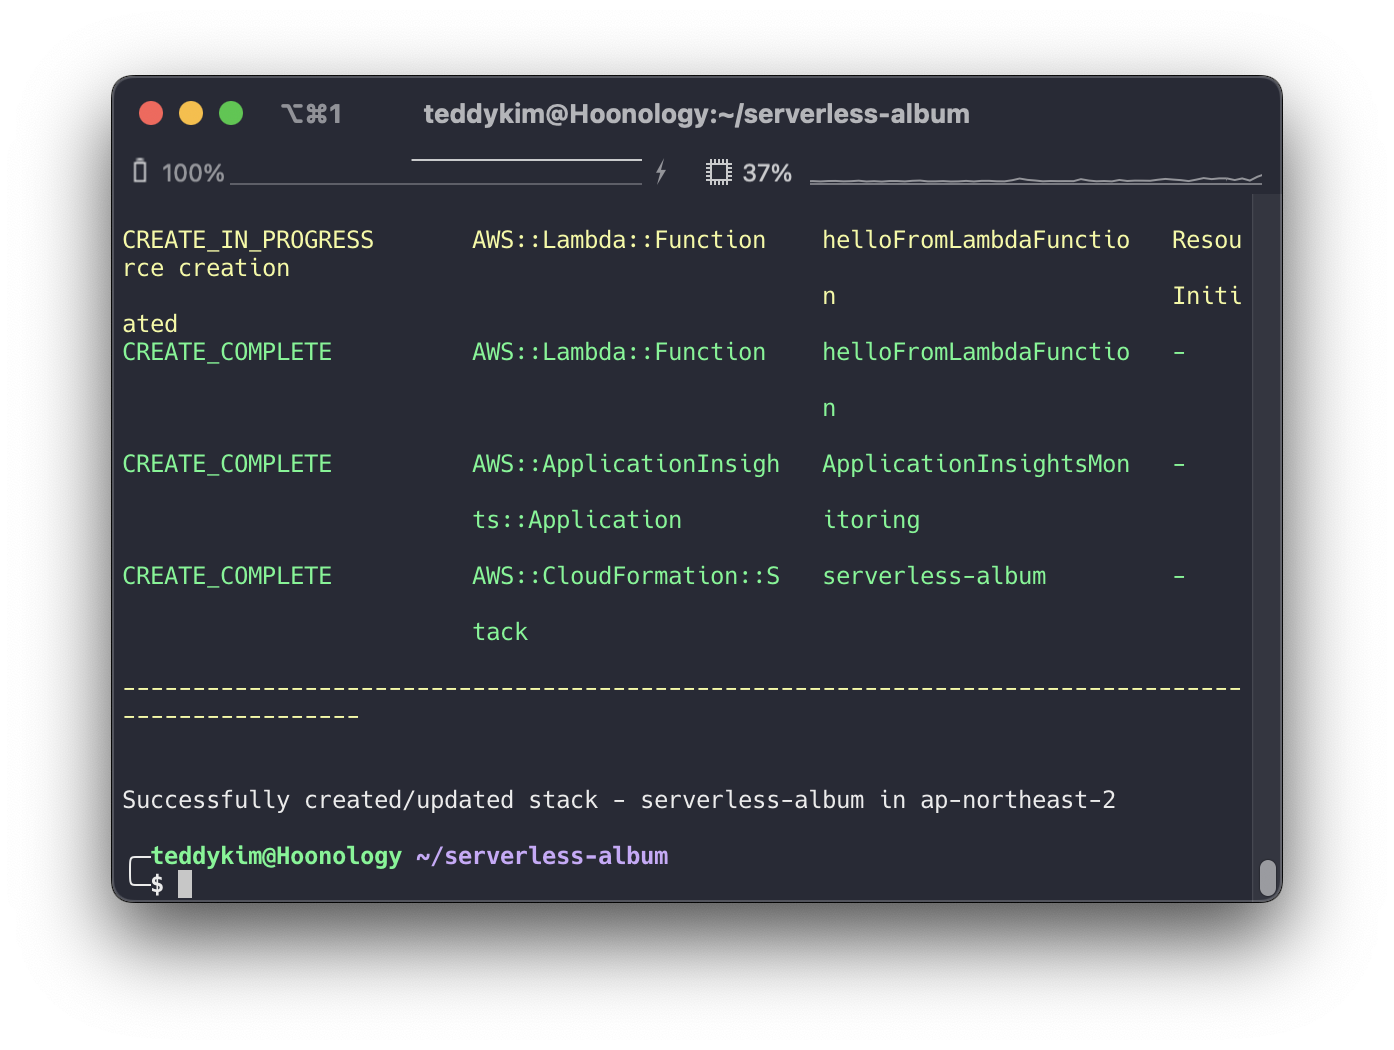 ⌥⌘1 teddykim@Hoonology:~/serverless-album
100% 37%
CREATE_IN_PROGRESS AWS::Lambda::Function helloFromLambdaFunctio Resou
rce creation
n Initi
ated
CREATE_COMPLETE AWS::Lambda::Function helloFromLambdaFunctio -
n
CREATE_COMPLETE AWS::ApplicationInsigh ApplicationInsightsMon -
ts::Application itoring
CREATE_COMPLETE AWS::CloudFormation::S serverless-album -
tack
--------------------------------------------------------------------------------
-----------------
Successfully created/updated stack - serverless-album in ap-northeast-2
teddykim@Hoonology ~/serverless-album
$